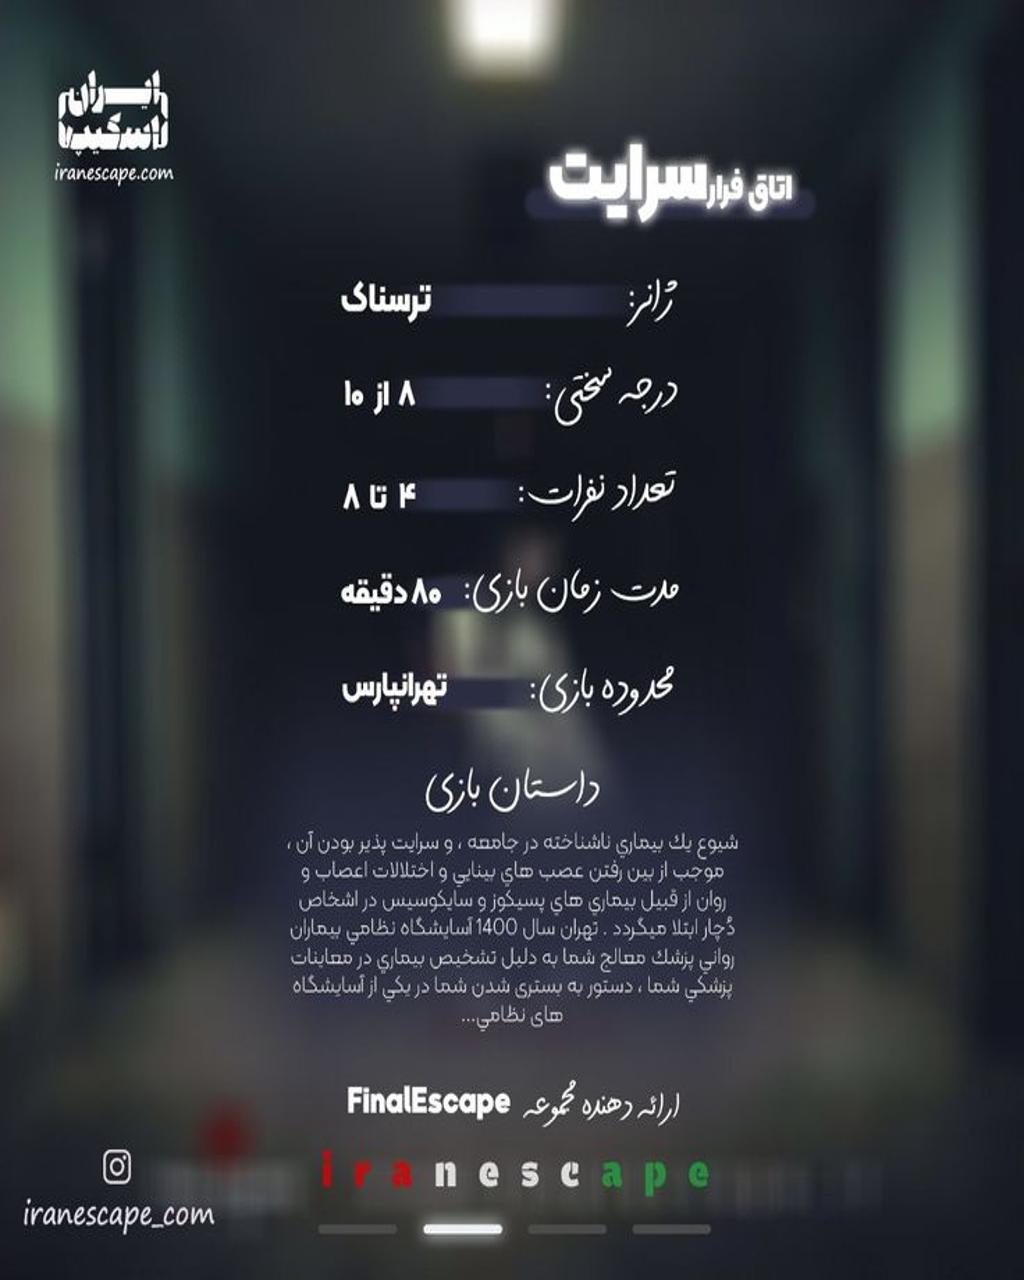 ایران
اسکیپ
iranescape.com
اتاق فرار سرایت
ژانر: ترسناک
درجه سختی: ۸ از ۱۰
تعداد نفرات: ۴ تا ۸
مدت زمان بازی: ۸۰ دقیقه
محدوده بازی: تهرانپارس
داستان بازی
شيوع يك بيماري ناشناخته در جامعه ، و سرايت پذير بودن آن ،
موجب از بين رفتن عصب هاي بينايي و اختلالات اعصاب و
روان از قبيل بيماري هاي پسيكوز و سايكوسيس در اشخاص
دُچار ابتلا ميگردد . تهران سال 1400 آسايشگاه نظامي بيماران
رواني پزشك معالج شما به دليل تشخيص بيماري در معاينات
پزشكي شما ، دستور به بستری شدن شما در يكي از آسايشگاه
های نظامي...
ارائه دهنده مجموعه FinalEscape
iranescape
iranescape_com